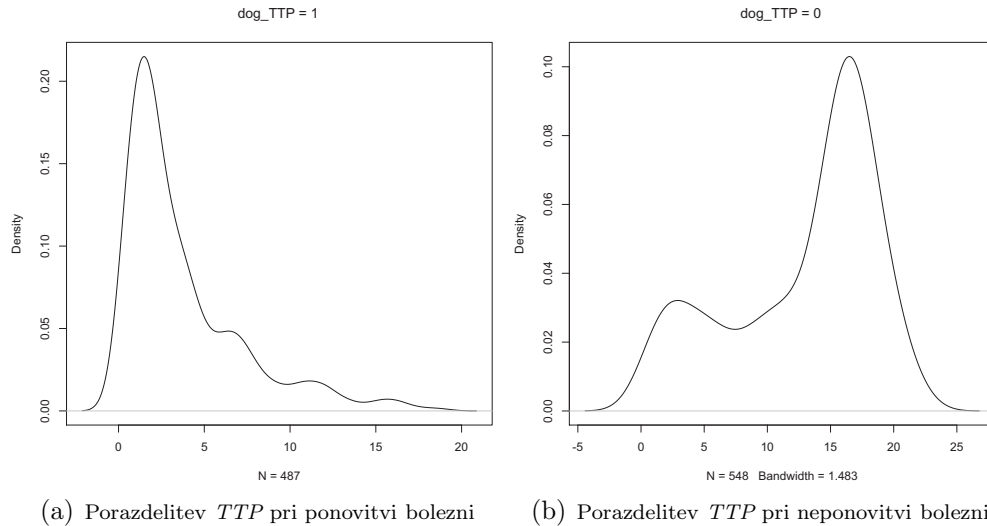 dog_TTP = 1
Density
0.00 0.05 0.10 0.15 0.20
0 5 10 15 20
N = 487
(a) Porazdelitev TTP pri ponovitvi bolezni
dog_TTP = 0
Density
0.00 0.02 0.04 0.06 0.08 0.10
-5 0 5 10 15 20 25
N = 548 Bandwidth = 1.483
(b) Porazdelitev TTP pri neponovitvi bolezni